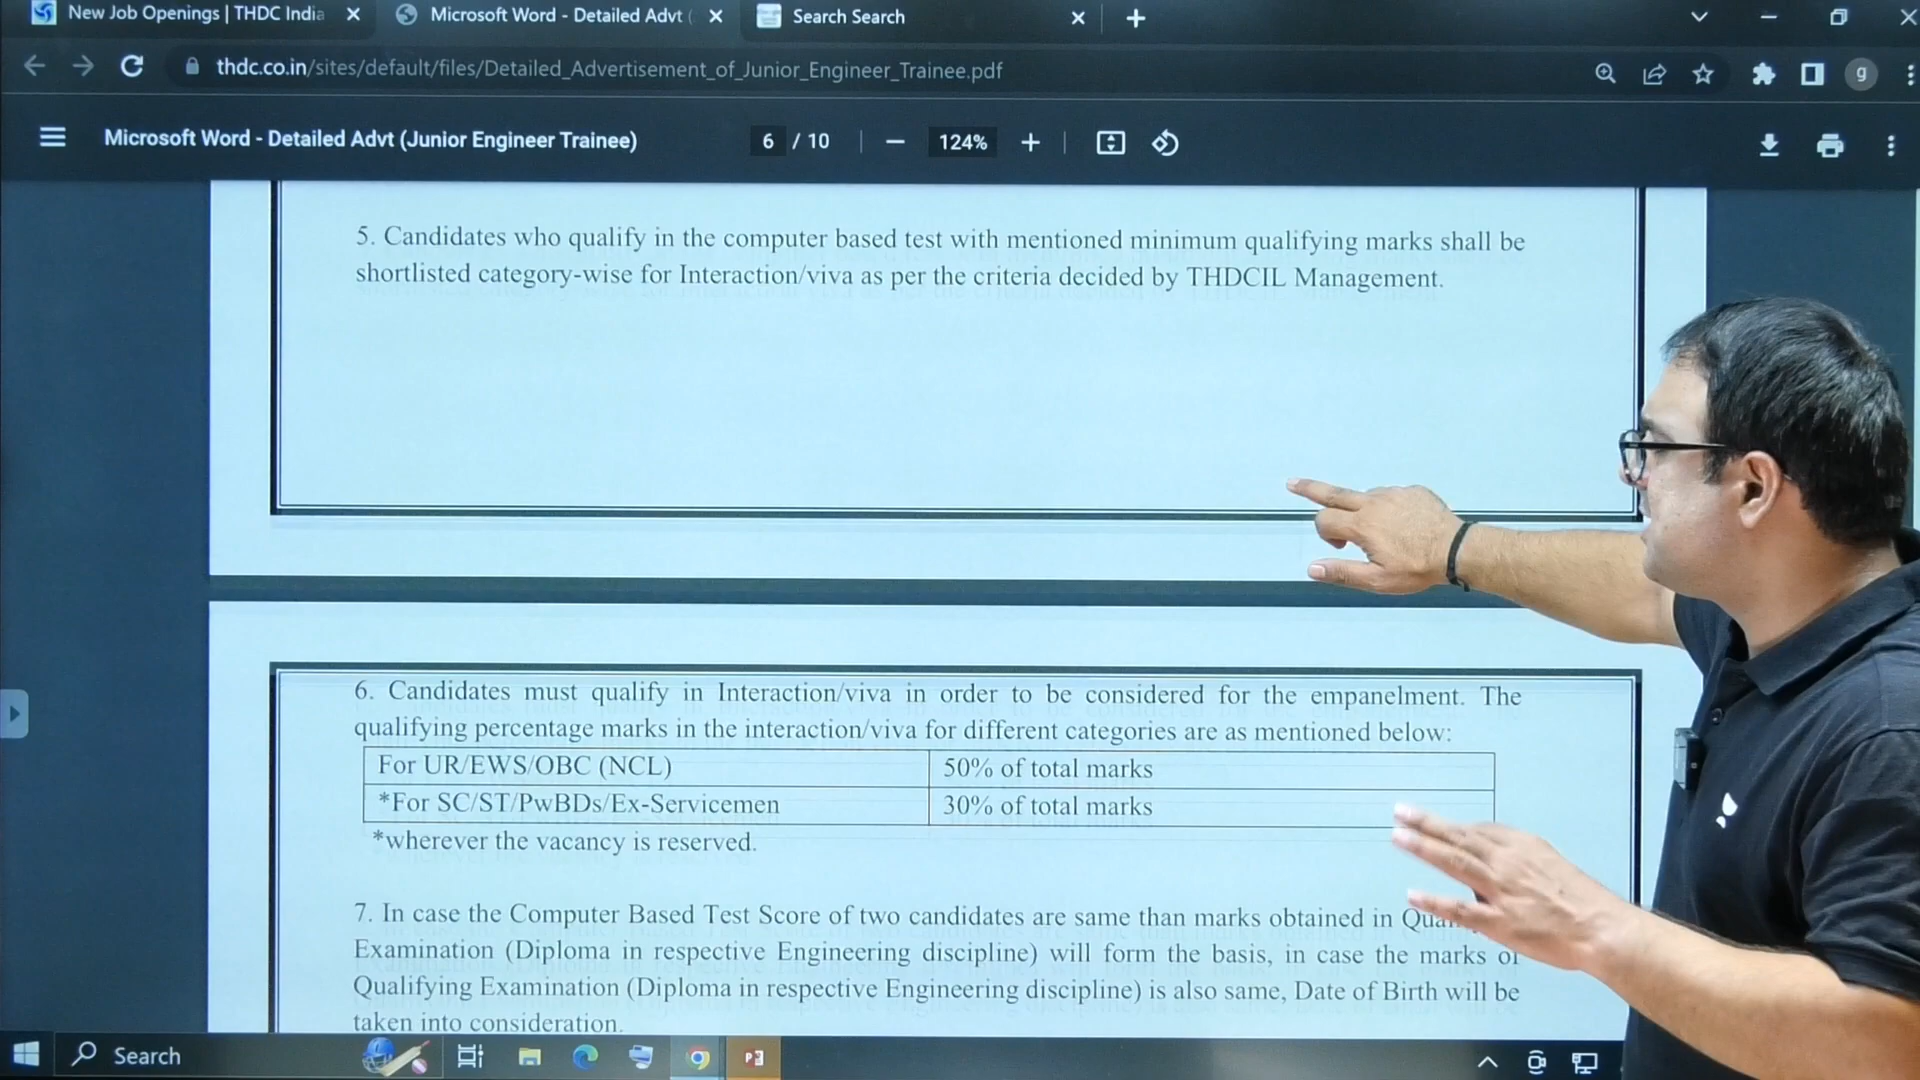 New Job Openings | THDC India
Microsoft Word - Detailed Advt (
Search Search
thdc.co.in/sites/default/files/Detailed_Advertisement_of_Junior_Engineer_Trainee.pdf
g
Microsoft Word - Detailed Advt (Junior Engineer Trainee)
6 / 10
124%
5. Candidates who qualify in the computer based test with mentioned minimum qualifying marks shall be
shortlisted category-wise for Interaction/viva as per the criteria decided by THDCIL Management.
6. Candidates must qualify in Interaction/viva in order to be considered for the empanelment. The
qualifying percentage marks in the interaction/viva for different categories are as mentioned below:
For UR/EWS/OBC (NCL) 50% of total marks
*For SC/ST/PwBDs/Ex-Servicemen 30% of total marks
*wherever the vacancy is reserved.
7. In case the Computer Based Test Score of two candidates are same than marks obtained in
Examination (Diploma in respective Engineering discipline) will form the basis, in case the marks of
Qualifying Examination (Diploma in respective Engineering discipline) is also same, Date of Birth will be
taken into consideration.
Search